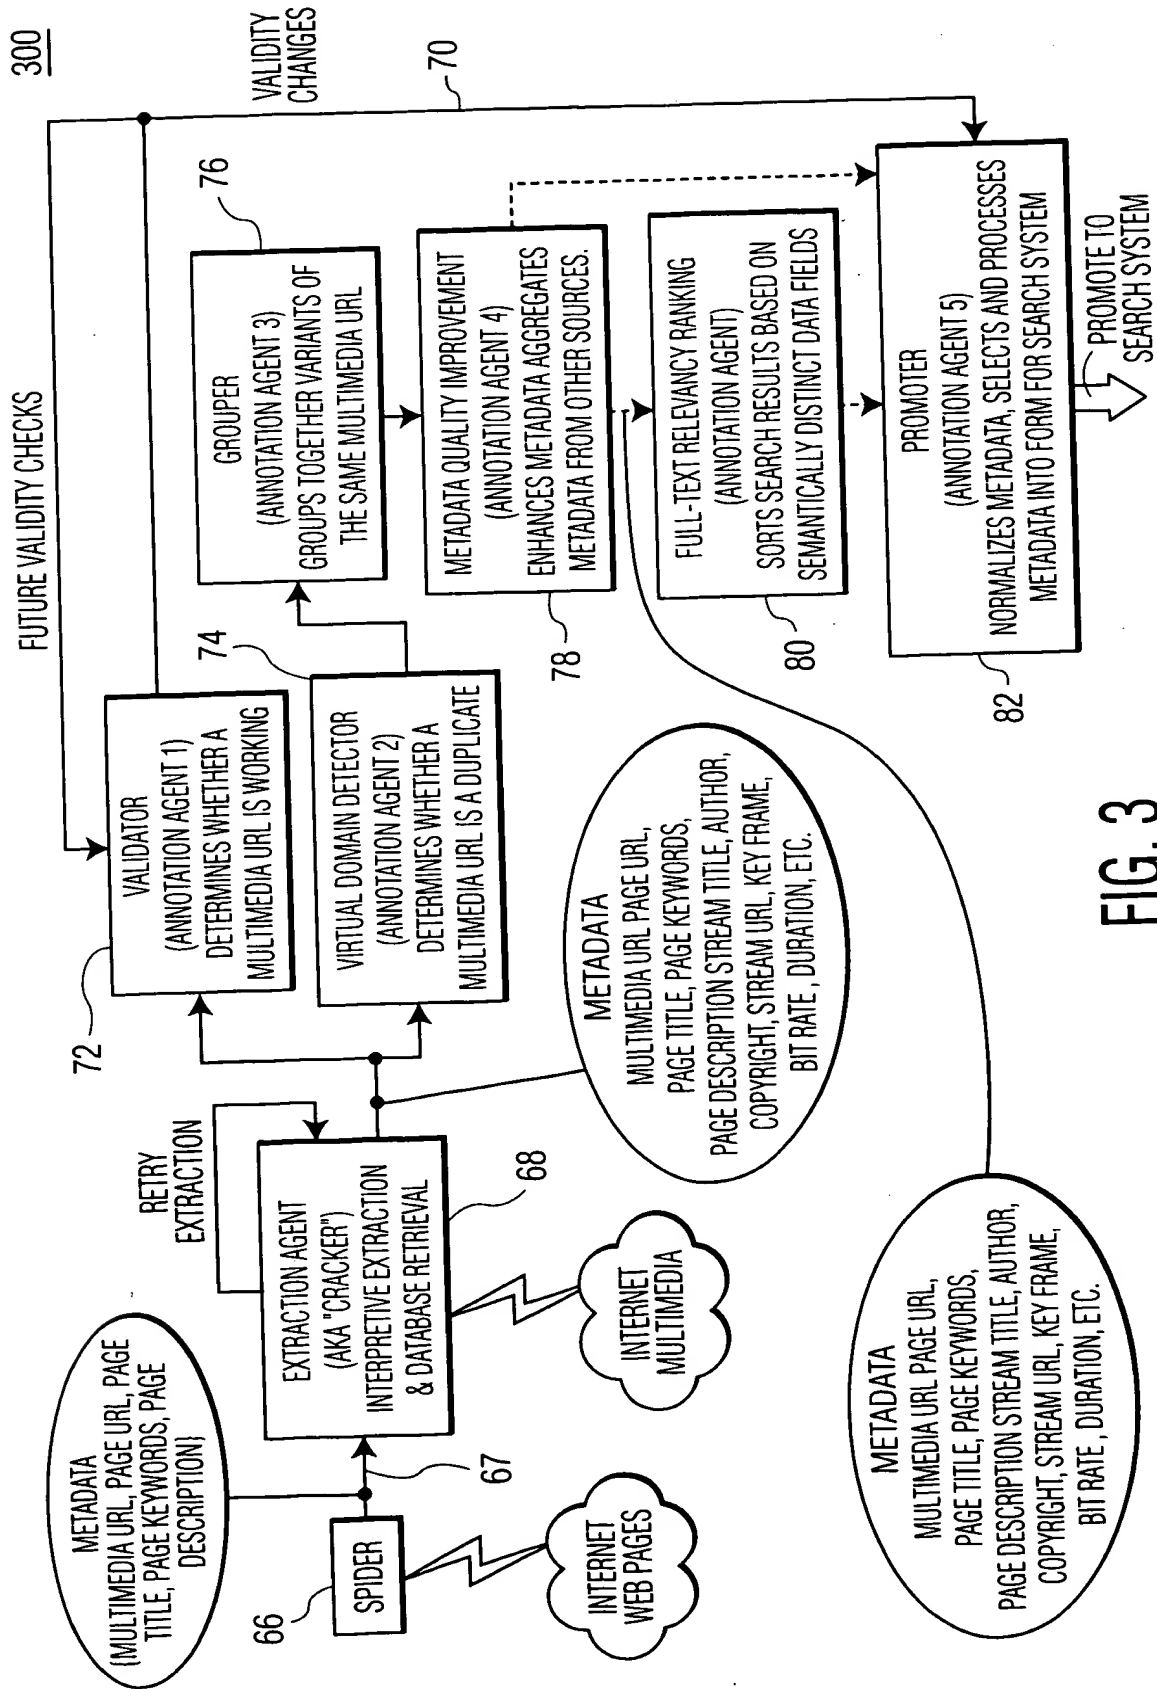 300
FUTURE VALIDITY CHECKS
VALIDITY
CHANGES
70
METADATA
{MULTIMEDIA URL, PAGE URL, PAGE
TITLE, PAGE KEYWORDS, PAGE
DESCRIPTION}
66
SPIDER
67
INTERNET
WEB PAGES
RETRY
EXTRACTION
EXTRACTION AGENT
(AKA "CRACKER")
INTERPRETIVE EXTRACTION
& DATABASE RETRIEVAL
68
INTERNET
MULTIMEDIA
72
VALIDATOR
(ANNOTATION AGENT 1)
DETERMINES WHETHER A
MULTIMEDIA URL IS WORKING
74
VIRTUAL DOMAIN DETECTOR
(ANNOTATION AGENT 2)
DETERMINES WHETHER A
MULTIMEDIA URL IS A DUPLICATE
METADATA
MULTIMEDIA URL PAGE URL,
PAGE TITLE, PAGE KEYWORDS,
PAGE DESCRIPTION STREAM TITLE, AUTHOR,
COPYRIGHT, STREAM URL, KEY FRAME,
BIT RATE , DURATION, ETC.
76
GROUPER
(ANNOTATION AGENT 3)
GROUPS TOGETHER VARIANTS OF
THE SAME MULTIMEDIA URL
METADATA QUALITY IMPROVEMENT
(ANNOTATION AGENT 4)
ENHANCES METADATA AGGREGATES
METADATA FROM OTHER SOURCES.
78
FULL-TEXT RELEVANCY RANKING
(ANNOTATION AGENT)
SORTS SEARCH RESULTS BASED ON
SEMANTICALLY DISTINCT DATA FIELDS
80
PROMOTER
(ANNOTATION AGENT 5)
NORMALIZES METADATA, SELECTS AND PROCESSES
METADATA INTO FORM FOR SEARCH SYSTEM
82
PROMOTE TO
SEARCH SYSTEM
METADATA
MULTIMEDIA URL PAGE URL,
PAGE TITLE, PAGE KEYWORDS,
PAGE DESCRIPTION STREAM TITLE, AUTHOR,
COPYRIGHT, STREAM URL, KEY FRAME,
BIT RATE , DURATION, ETC.
FIG. 3